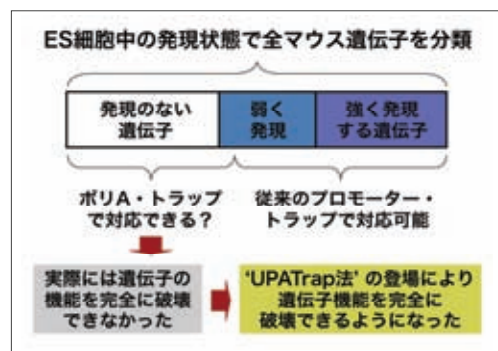 ES細胞中の発現状態で全マウス遺伝子を分類
発現のない
遺伝子
弱く
発現
強く発現
する遺伝子
ポリA・トラップ
で対応できる？
従来のプロモーター・
トラップで対応可能
実際には遺伝子の
機能を完全に破壊
できなかった
‘UPATrap法’ の登場により
遺伝子機能を完全に
破壊できるようになった